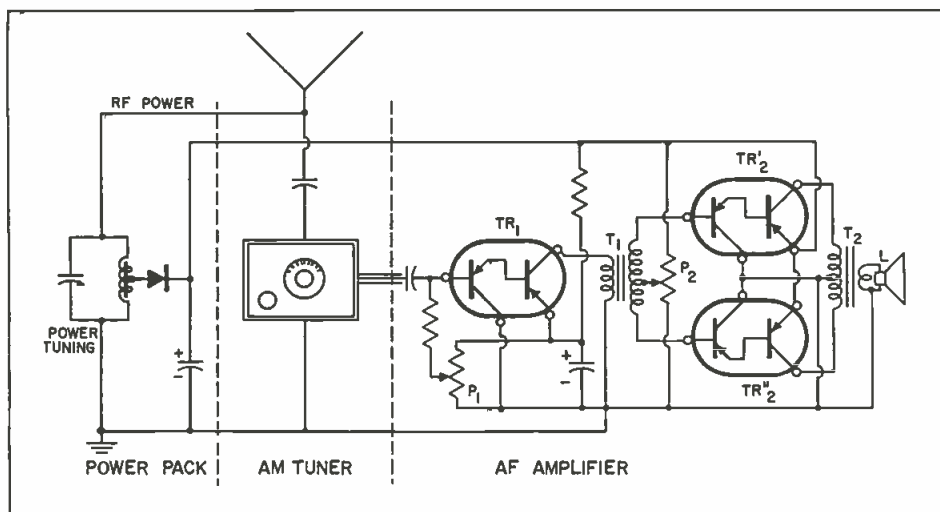 RF POWER
TR'2
TR1
T1
T2
P2
L
POWER
TUNING
+
-
P1
+
-
TR"2
POWER PACK
AM TUNER
AF AMPLIFIER